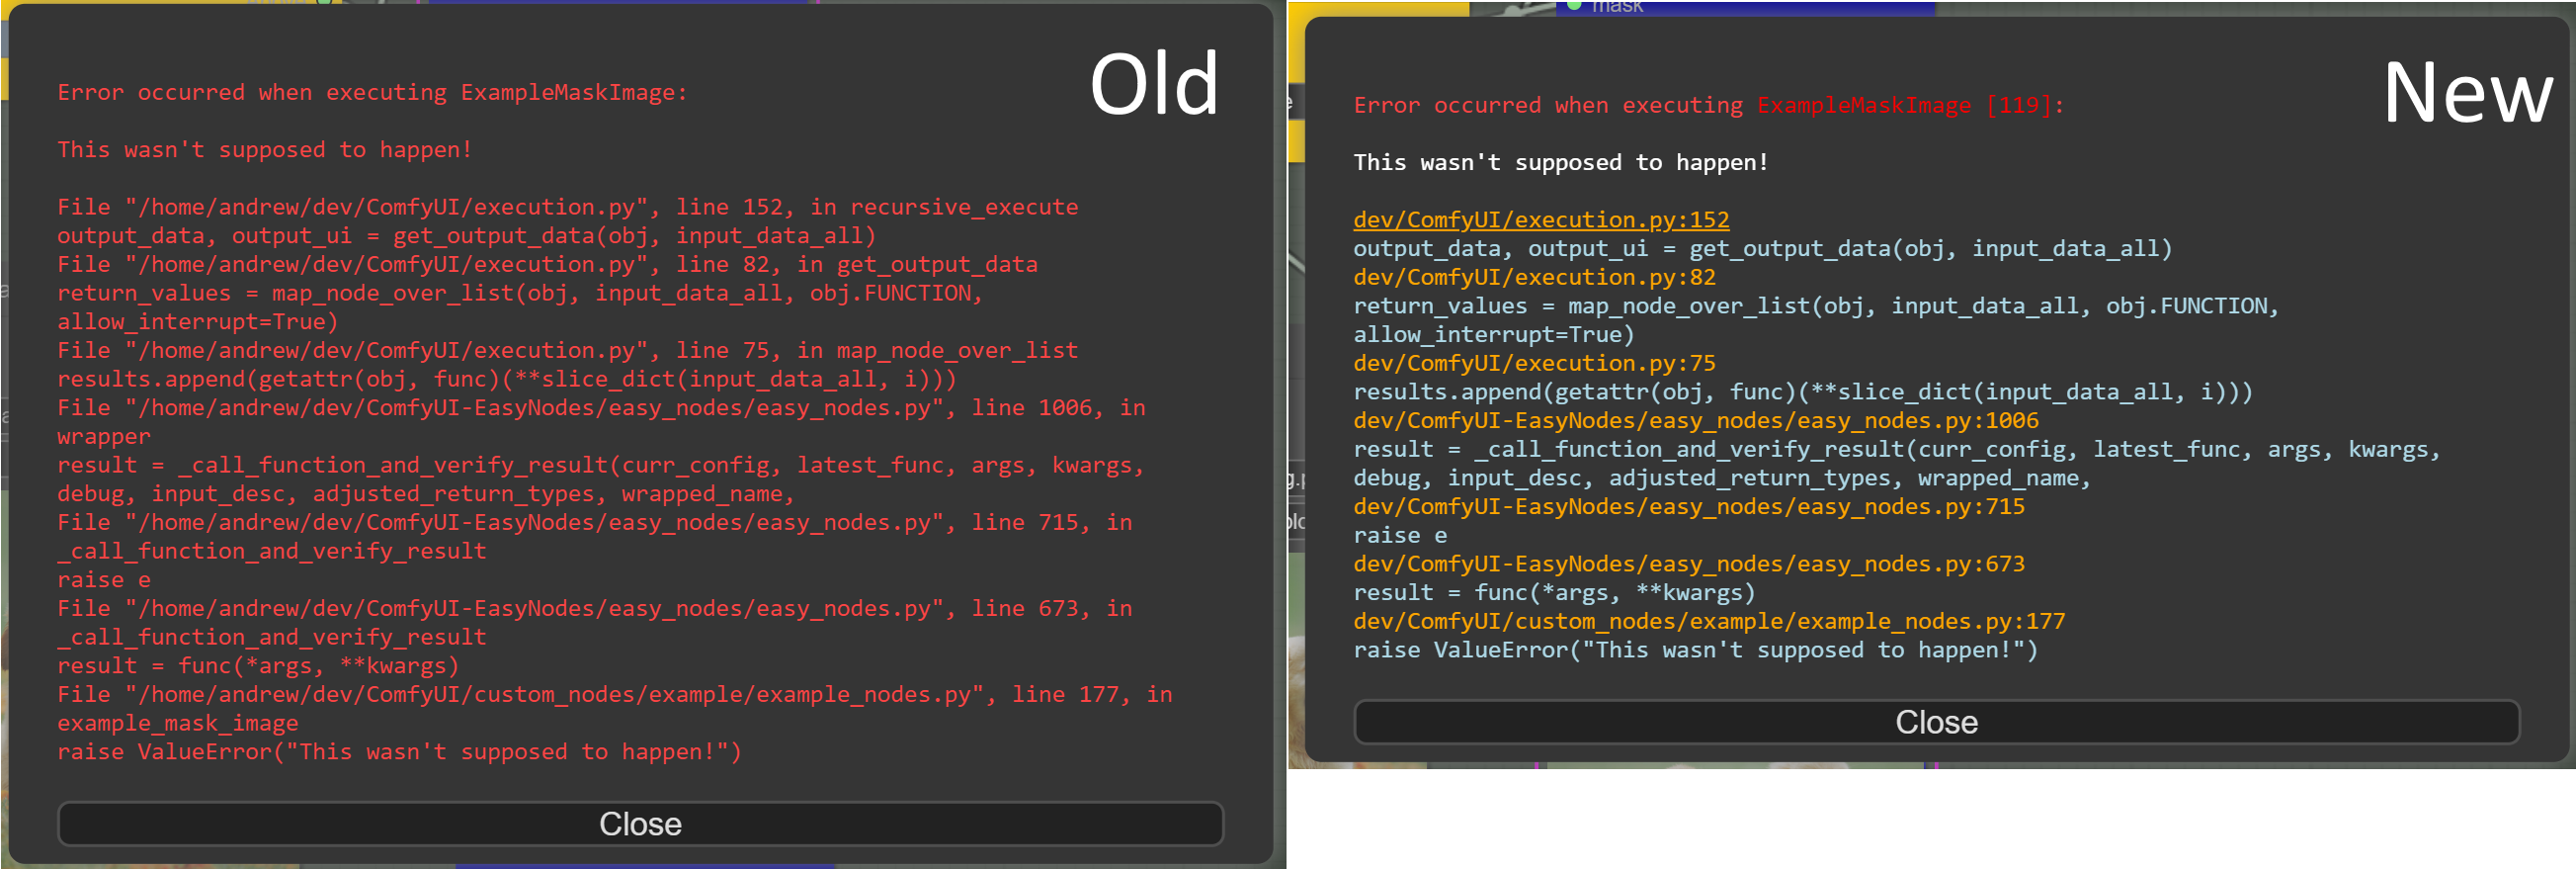 Old
Error occurred when executing ExampleMaskImage:
This wasn't supposed to happen!
File "/home/andrew/dev/ComfyUI/execution.py", line 152, in recursive_execute
output_data, output_ui = get_output_data(obj, input_data_all)
File "/home/andrew/dev/ComfyUI/execution.py", line 82, in get_output_data
return_values = map_node_over_list(obj, input_data_all, obj.FUNCTION,
allow_interrupt=True)
File "/home/andrew/dev/ComfyUI/execution.py", line 75, in map_node_over_list
results.append(getattr(obj, func)(**slice_dict(input_data_all, i)))
File "/home/andrew/dev/ComfyUI-EasyNodes/easy_nodes/easy_nodes.py", line 1006, in
wrapper
result = _call_function_and_verify_result(curr_config, latest_func, args, kwargs,
debug, input_desc, adjusted_return_types, wrapped_name,
File "/home/andrew/dev/ComfyUI-EasyNodes/easy_nodes/easy_nodes.py", line 715, in
_call_function_and_verify_result
raise e
File "/home/andrew/dev/ComfyUI-EasyNodes/easy_nodes/easy_nodes.py", line 673, in
_call_function_and_verify_result
result = func(*args, **kwargs)
File "/home/andrew/dev/ComfyUI/custom_nodes/example/example_nodes.py", line 177, in
example_mask_image
raise ValueError("This wasn't supposed to happen!")
Close
mask
New
Error occurred when executing ExampleMaskImage [119]:
This wasn't supposed to happen!
dev/ComfyUI/execution.py:152
output_data, output_ui = get_output_data(obj, input_data_all)
dev/ComfyUI/execution.py:82
return_values = map_node_over_list(obj, input_data_all, obj.FUNCTION,
allow_interrupt=True)
dev/ComfyUI/execution.py:75
results.append(getattr(obj, func)(**slice_dict(input_data_all, i)))
dev/ComfyUI-EasyNodes/easy_nodes/easy_nodes.py:1006
result = _call_function_and_verify_result(curr_config, latest_func, args, kwargs,
debug, input_desc, adjusted_return_types, wrapped_name,
dev/ComfyUI-EasyNodes/easy_nodes/easy_nodes.py:715
raise e
dev/ComfyUI-EasyNodes/easy_nodes/easy_nodes.py:673
result = func(*args, **kwargs)
dev/ComfyUI/custom_nodes/example/example_nodes.py:177
raise ValueError("This wasn't supposed to happen!")
Close